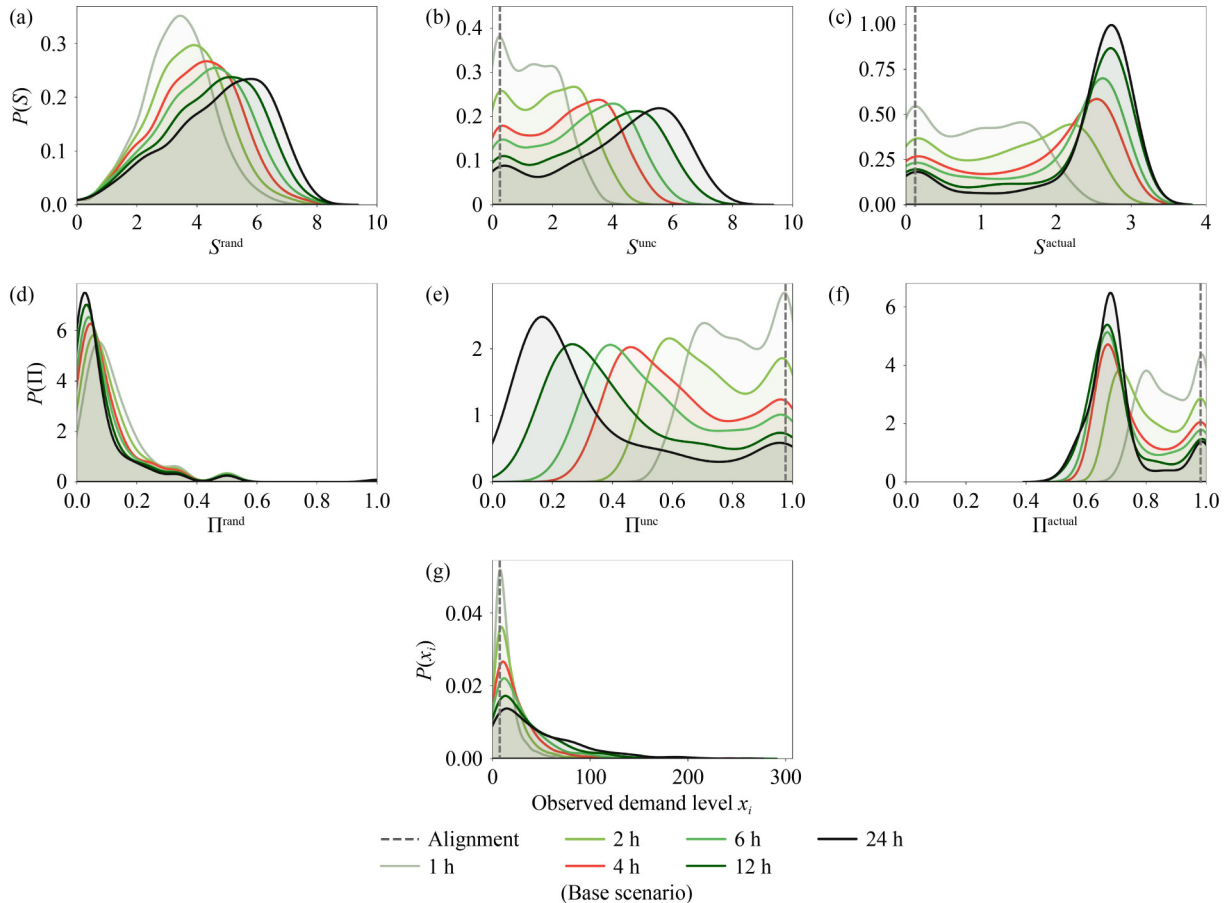 (a)
P(S)
0.3
0.2
0.1
0.0
0 2 4 6 8 10
S^rand
(b)
0.4
0.3
0.2
0.1
0
0 2 4 6 8 10
S^unc
(c)
1.00
0.75
0.50
0.25
0.00
0 1 2 3 4
S^actual
(d)
P(Π)
6
4
2
0
0.0 0.2 0.4 0.6 0.8 1.0
Π^rand
(e)
2
1
0
0.0 0.2 0.4 0.6 0.8 1.0
Π^unc
(f)
6
4
2
0
0.0 0.2 0.4 0.6 0.8 1.0
Π^actual
(g)
P(x_i)
0.04
0.02
0.00
0 100 200 300
Observed demand level x_i
Alignment 2 h 6 h 24 h
1 h 4 h 12 h
(Base scenario)